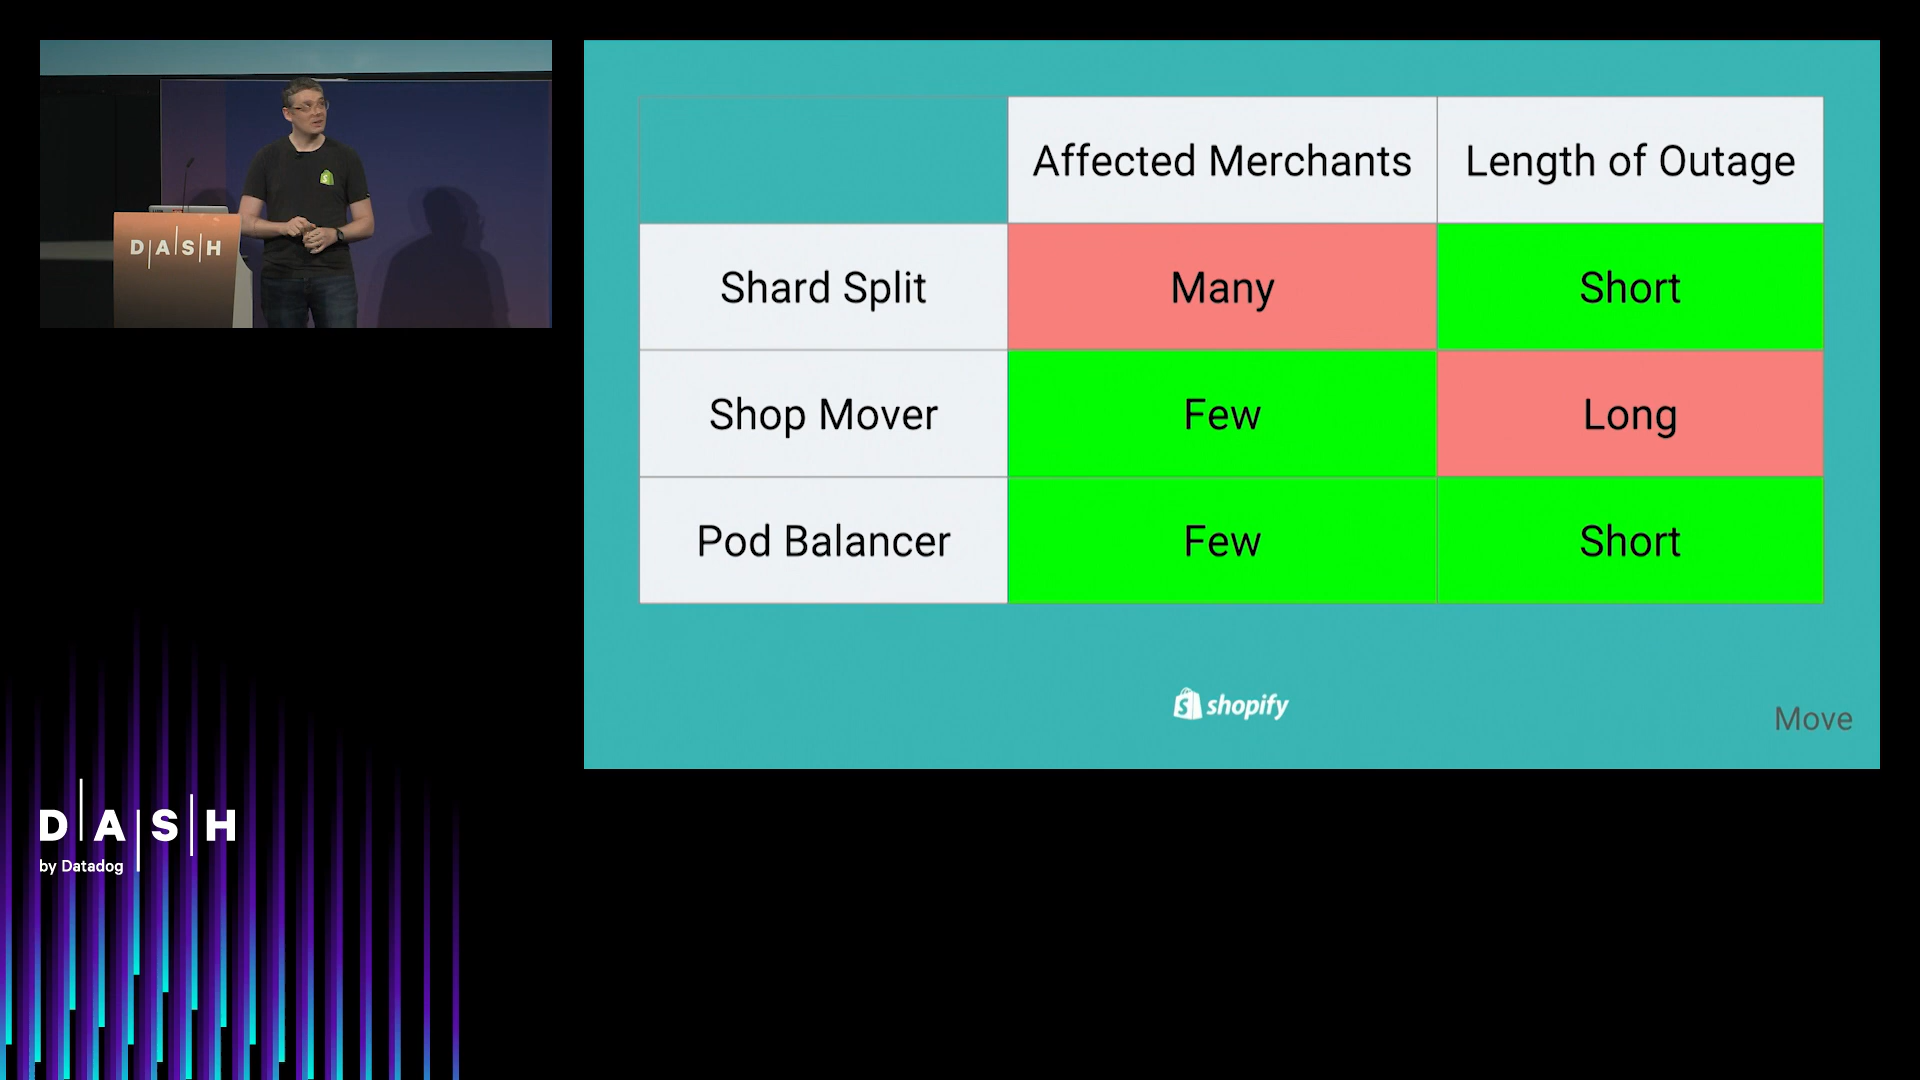 D|A|S|H
Affected Merchants Length of Outage
Shard Split Many Short
Shop Mover Few Long
Pod Balancer Few Short
shopify
Move
D|A|S|H
by Datadog